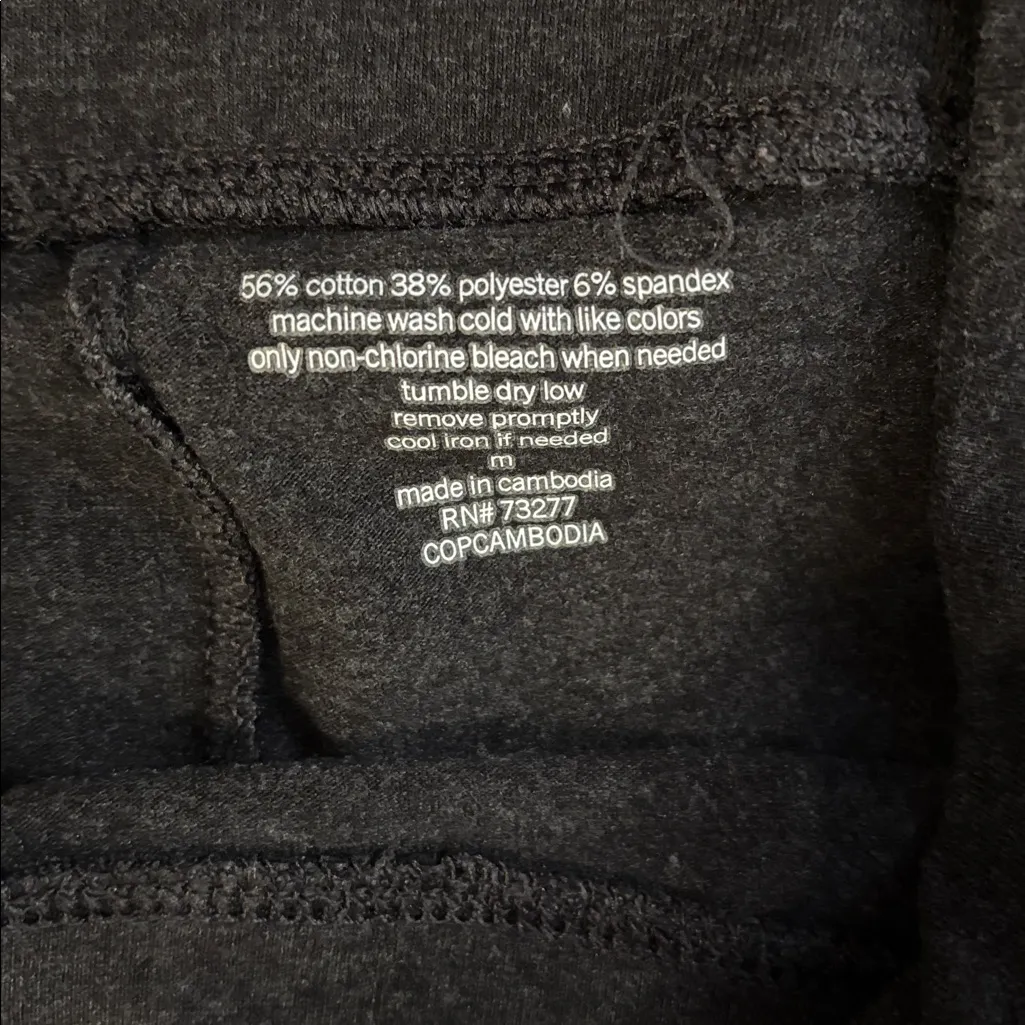 56% cotton 38% polyester 6% spandex
machine wash cold with like colors
only non-chlorine bleach when needed
tumble dry low
remove promptly
cool iron if needed
m
made in cambodia
RN# 73277
COPCAMBODIA